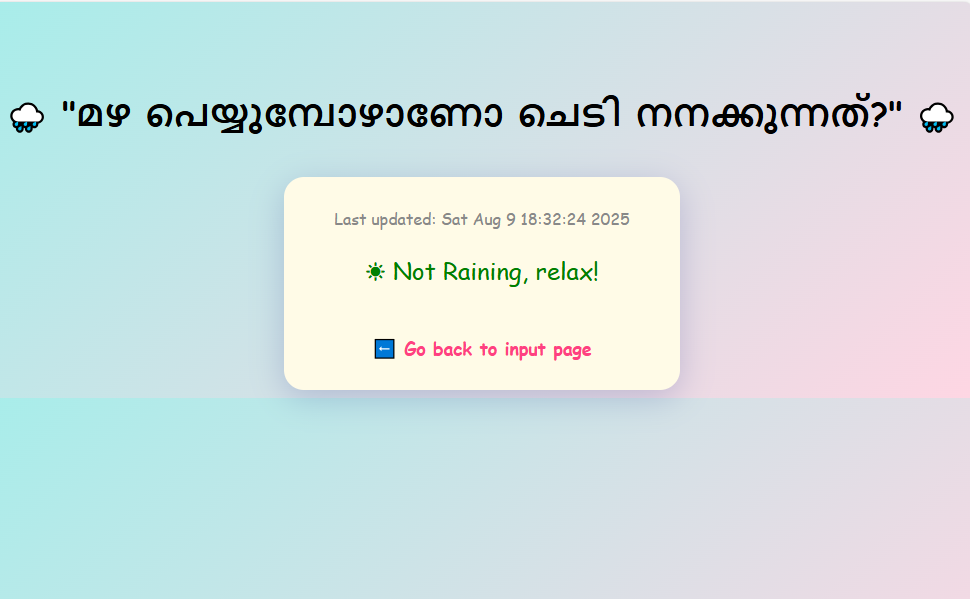 🌧️ "മഴ പെയ്യുമ്പോഴാണോ ചെടി നനക്കുന്നത്?" 🌧️
Last updated: Sat Aug 9 18:32:24 2025
☀ Not Raining, relax!
⬅️ Go back to input page